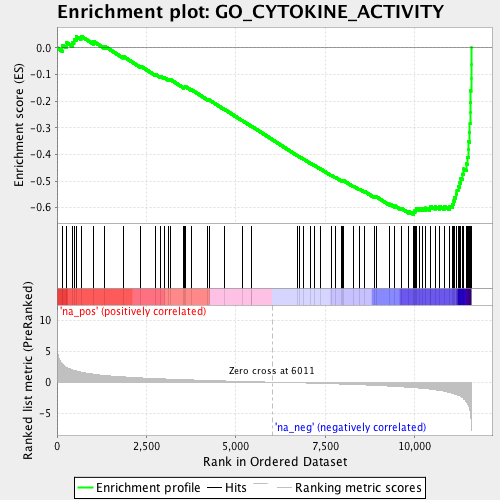 Enrichment plot: GO_CYTOKINE_ACTIVITY
Enrichment score (ES)
0.0
-0.1
-0.2
-0.3
-0.4
-0.5
-0.6
'na_pos' (positively correlated)
Ranked list metric (PreRanked)
10
5
0
-5
Zero cross at 6011
'na_neg' (negatively correlated)
0
2,500
5,000
7,500
10,000
Rank in Ordered Dataset
Enrichment profile
Hits
Ranking metric scores